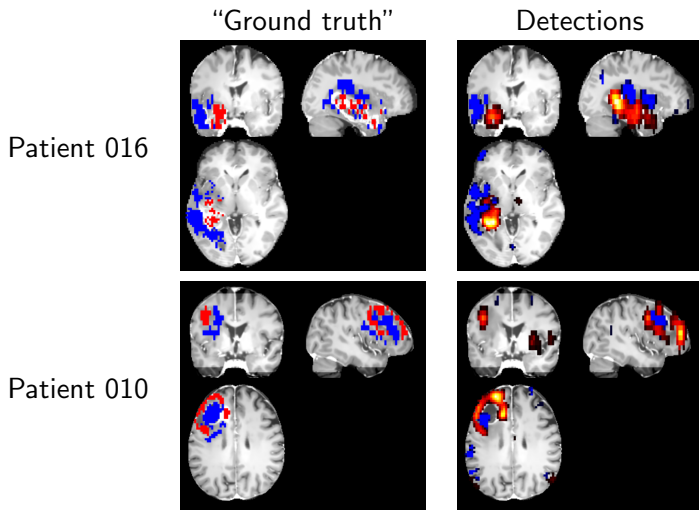 “Ground truth”
Detections
Patient 016
Patient 010